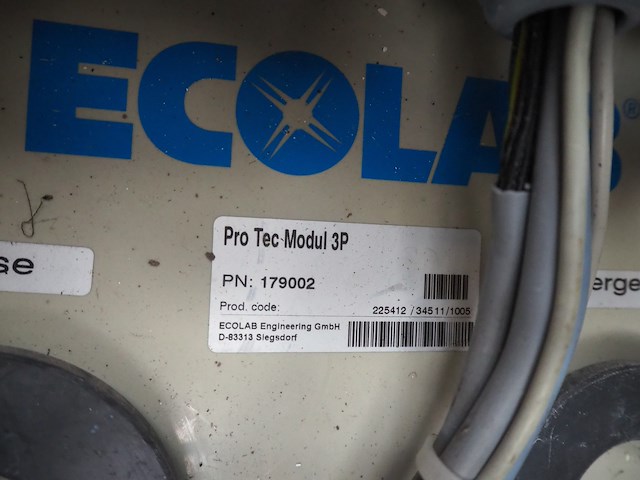 ECOLAB®
Pro Tec Modul 3P
se
PN: 179002
erge
Prod. code:
225412 / 34511/1005
ECOLAB Engineering GmbH
D-83313 Siegsdorf